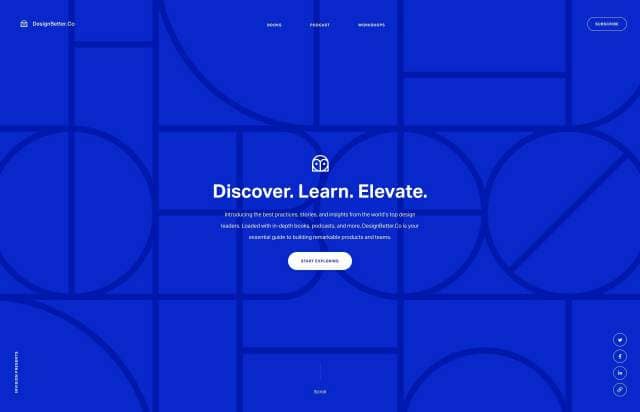 DesignBetter.Co
BOOKS
PODCAST
WORKSHOPS
SUBSCRIBE
Discover. Learn. Elevate.
Introducing the best practices, stories, and insights from the world's top design
leaders. Loaded with in-depth books, podcasts, and more, DesignBetter.Co is your
essential guide to building remarkable products and teams.
START EXPLORING
INVISION PRESENTS
Scroll